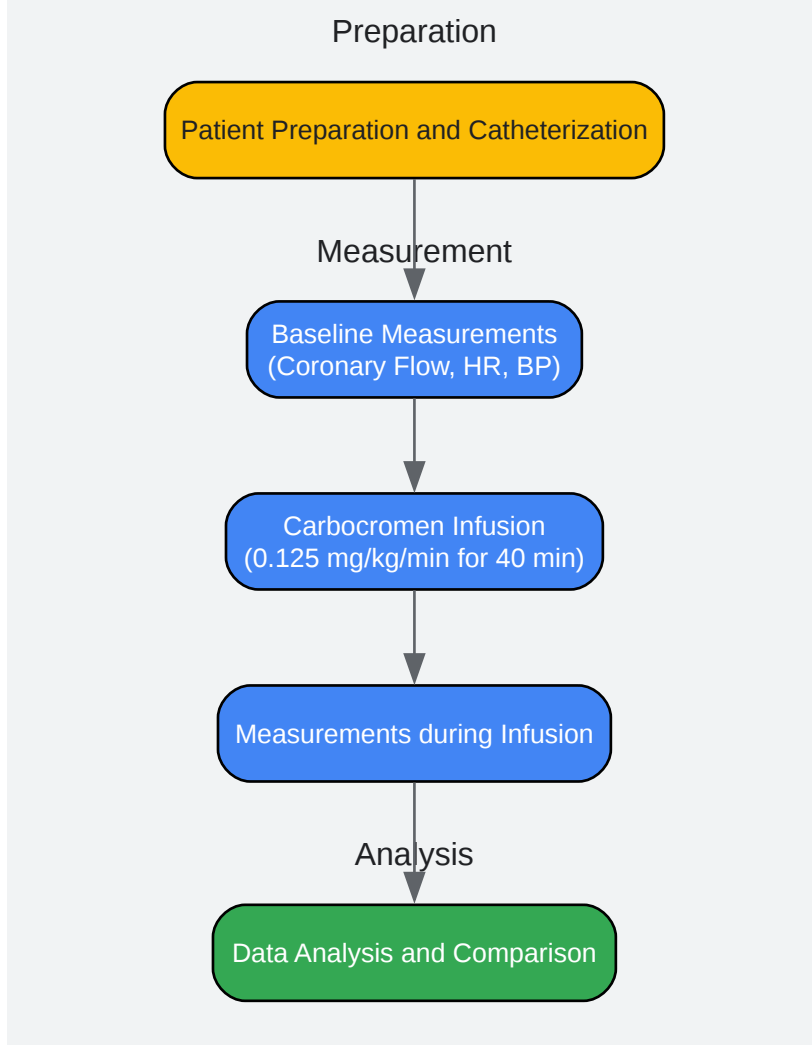 Preparation
Patient Preparation and Catheterization
Measurement
Baseline Measurements
(Coronary Flow, HR, BP)
Carbocromen Infusion
(0.125 mg/kg/min for 40 min)
Measurements during Infusion
Analysis
Data Analysis and Comparison